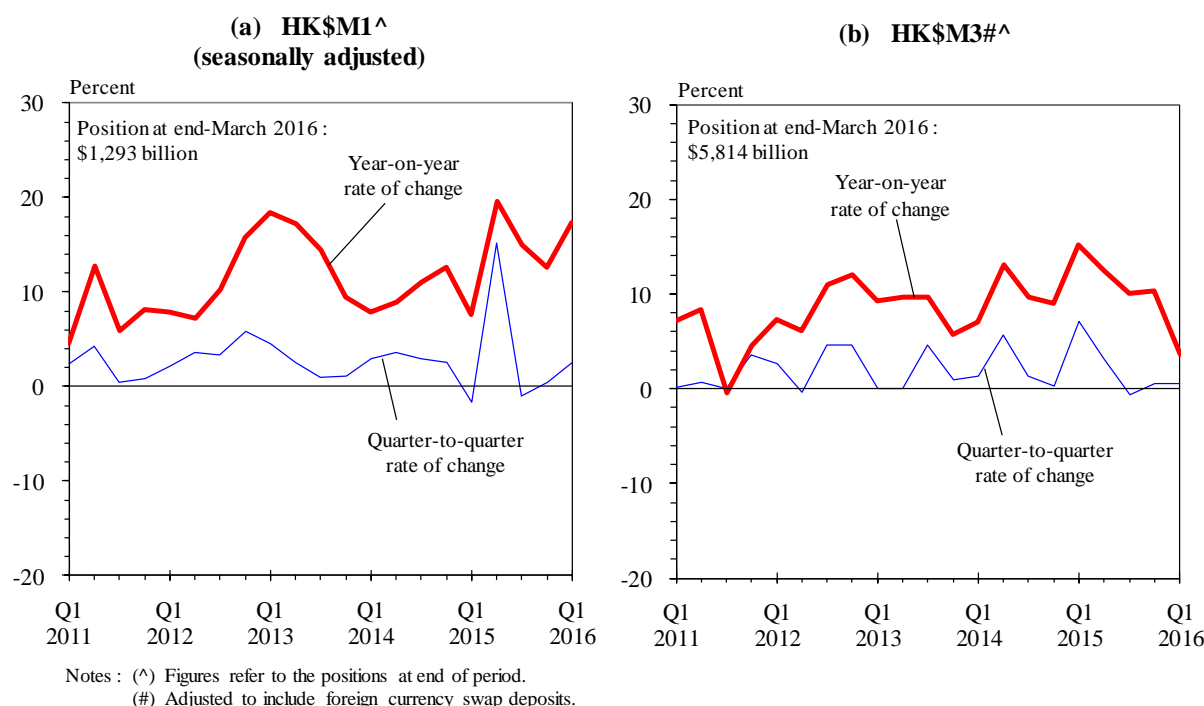 (a) HK$M1^
(seasonally adjusted)
Percent
30
20
10
0
-10
-20
Position at end-March 2016 :
$1,293 billion
Year-on-year
rate of change
Quarter-to-quarter
rate of change
Q1 Q1 Q1 Q1 Q1 Q1
2011 2012 2013 2014 2015 2016
(b) HK$M3#^
Percent
30
20
10
0
-10
-20
Position at end-March 2016 :
$5,814 billion
Year-on-year
rate of change
Quarter-to-quarter
rate of change
Q1 Q1 Q1 Q1 Q1 Q1
2011 2012 2013 2014 2015 2016
Notes : (^) Figures refer to the positions at end of period.
(#) Adjusted to include foreign currency swap deposits.